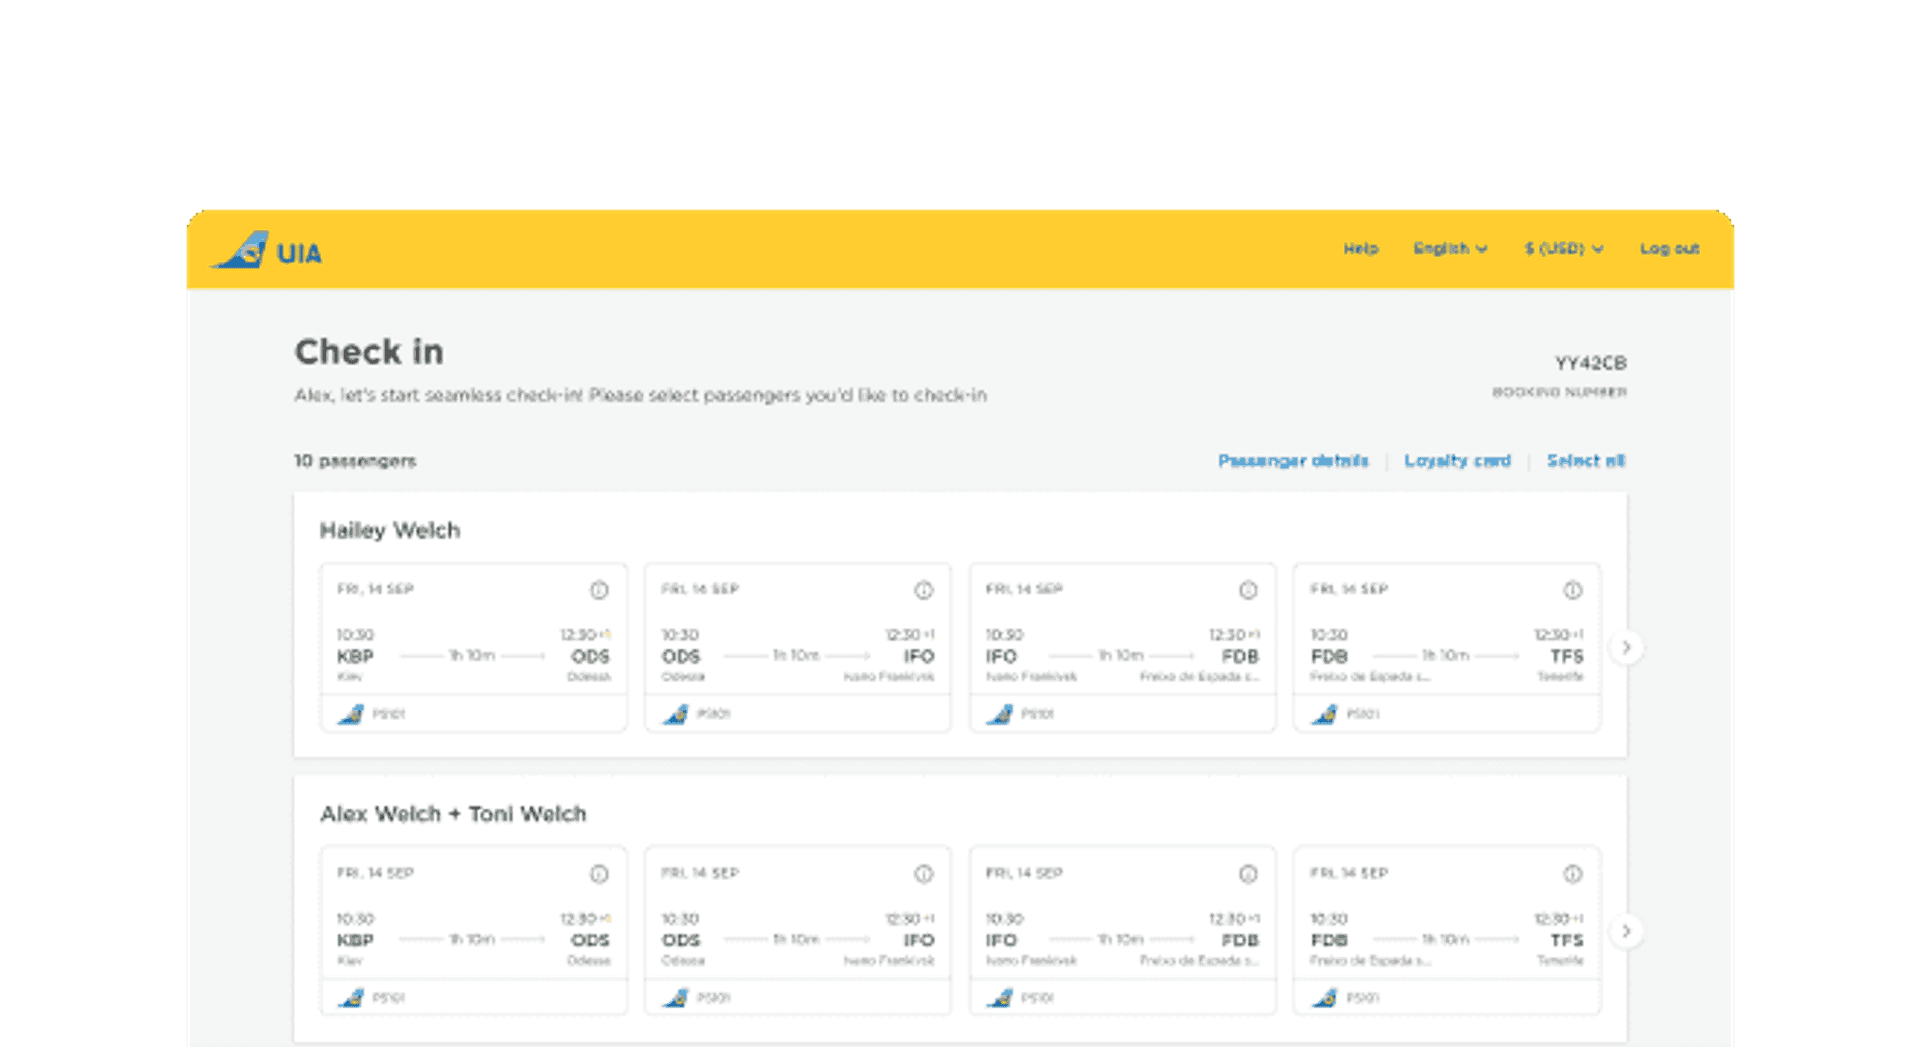 UIA
Help English $ (USD) Log out
Check in
YY42CB
Alex, let's start seamless check-in! Please select passengers you'd like to check-in
BOOKING NUMBER
10 passengers
Passenger details Loyalty card Select all
Hailey Welch
FRI, 14 SEP FRI, 14 SEP FRI, 14 SEP FRI, 14 SEP
10:30 12:30+1 10:30 12:30+1 10:30 12:30+1 10:30 12:30+1
KBP 1h 10m ODS ODS 1h 10m IFO IFO 1h 10m FDB FDB 1h 10m TFS
Kiev Odessa Odessa Ivano Frankivsk Ivano Frankivsk Freixo de Espada s... Freixo de Espada s... Tenerife
PS101 PS101 PS101 PS101
Alex Welch + Toni Welch
FRI, 14 SEP FRI, 14 SEP FRI, 14 SEP FRI, 14 SEP
10:30 12:30+1 10:30 12:30+1 10:30 12:30+1 10:30 12:30+1
KBP 1h 10m ODS ODS 1h 10m IFO IFO 1h 10m FDB FDB 1h 10m TFS
Kiev Odessa Odessa Ivano Frankivsk Ivano Frankivsk Freixo de Espada s... Freixo de Espada s... Tenerife
PS101 PS101 PS101 PS101